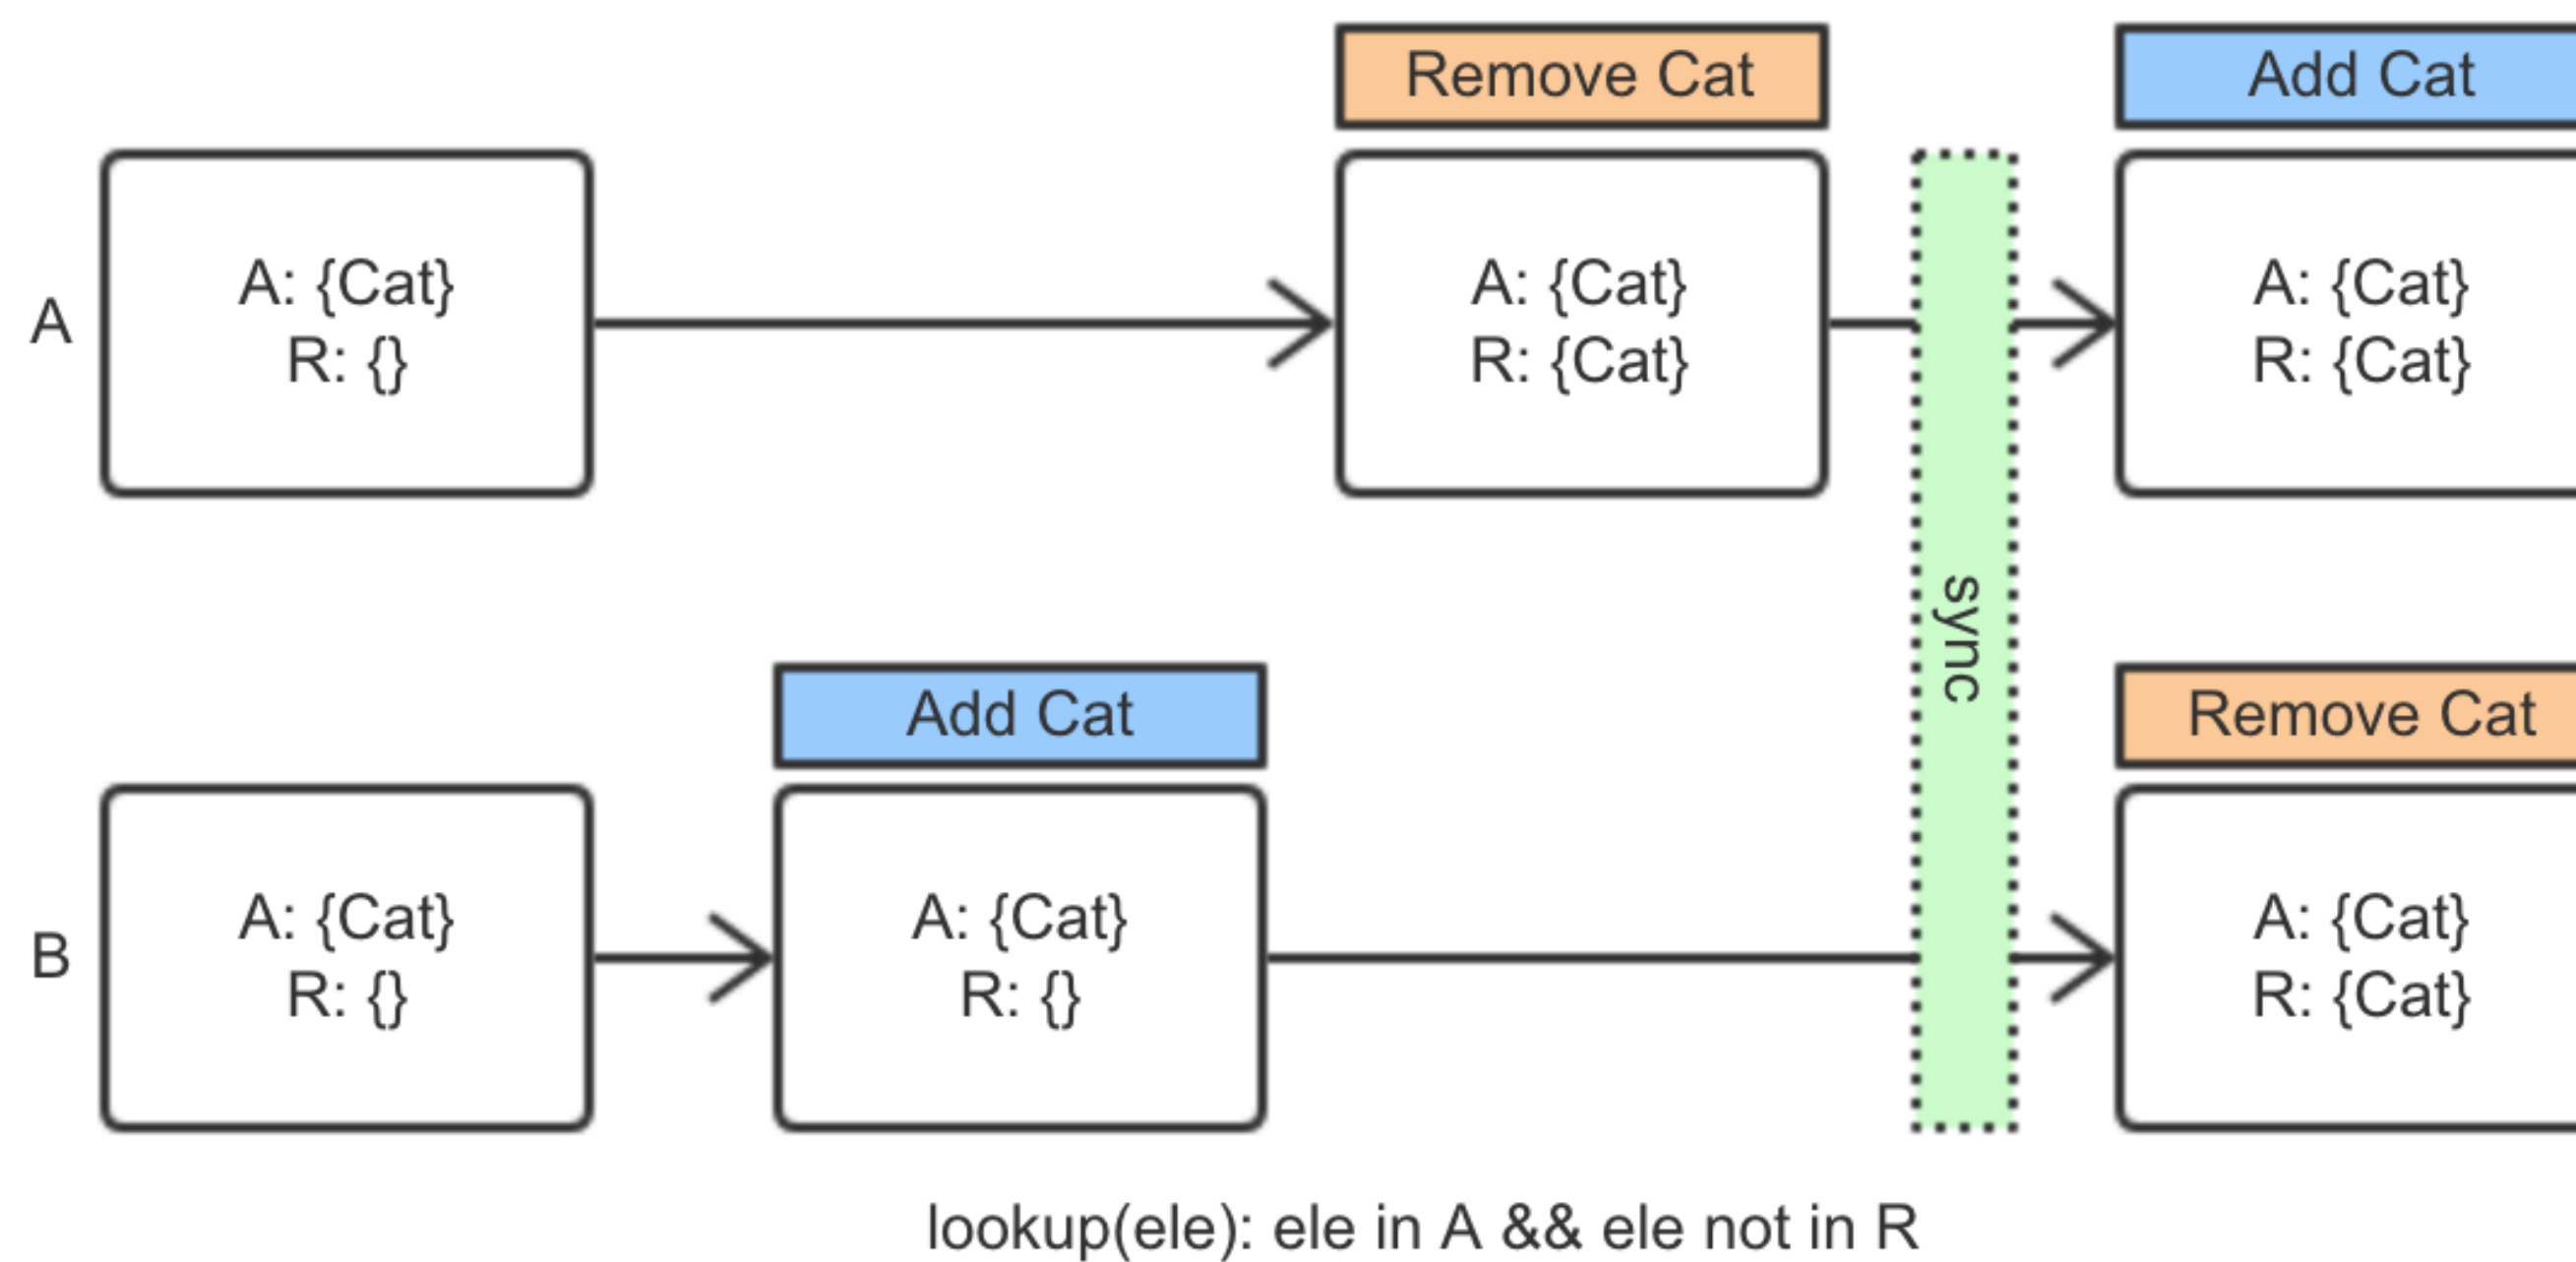 Remove Cat
Add Cat
A
A: {Cat}
R: {}
A: {Cat}
R: {Cat}
A: {Cat}
R: {Cat}
sync
Add Cat
Remove Cat
B
A: {Cat}
R: {}
A: {Cat}
R: {}
A: {Cat}
R: {Cat}
lookup(ele): ele in A && ele not in R